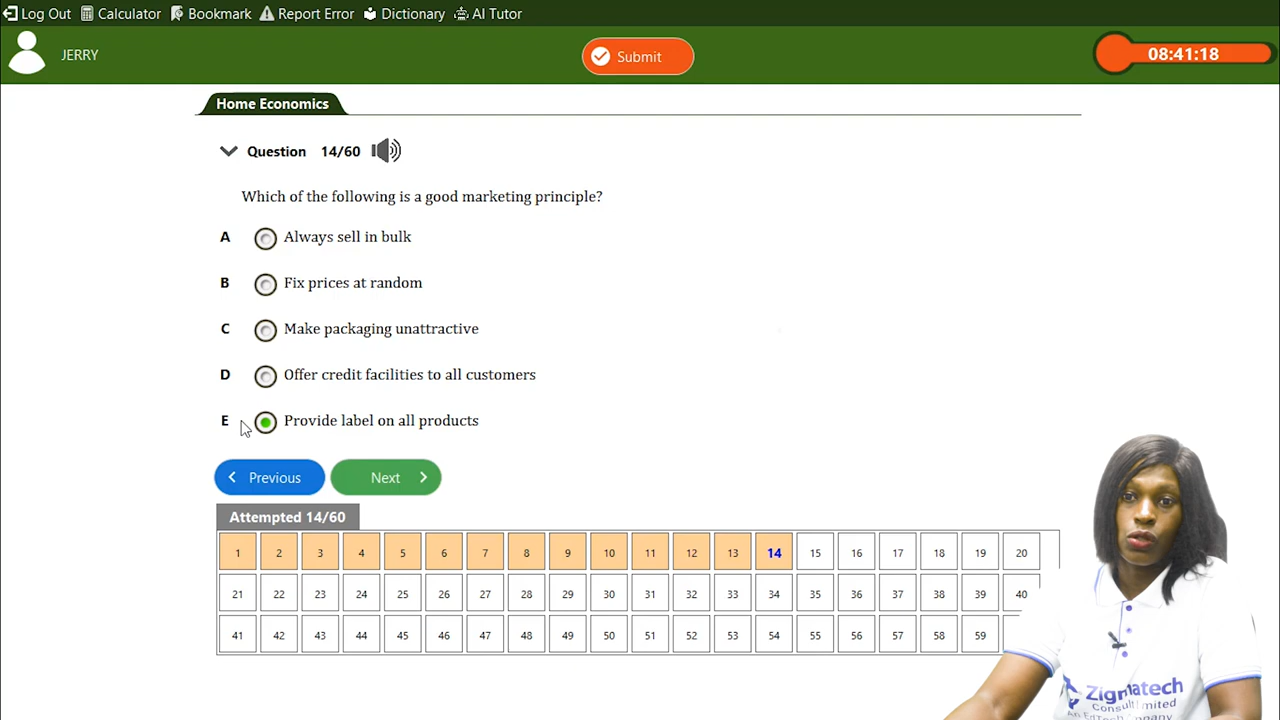 Log Out Calculator Bookmark Report Error Dictionary AI Tutor
JERRY
Submit
08:41:18
Home Economics
Question 14/60
Which of the following is a good marketing principle?
A Always sell in bulk
B Fix prices at random
C Make packaging unattractive
D Offer credit facilities to all customers
E Provide label on all products
Previous Next
Attempted 14/60
1 2 3 4 5 6 7 8 9 10 11 12 13 14 15 16 17 18 19 20
21 22 23 24 25 26 27 28 29 30 31 32 33 34 35 36 37 38 39 40
41 42 43 44 45 46 47 48 49 50 51 52 53 54 55 56 57 58 59
An EdTech